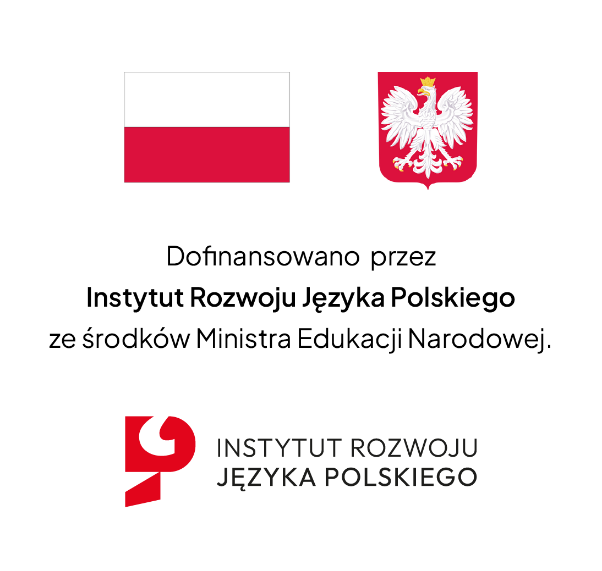 Dofinansowano przez
Instytut Rozwoju Języka Polskiego
ze środków Ministra Edukacji Narodowej.
INSTYTUT ROZWOJU
JĘZYKA POLSKIEGO